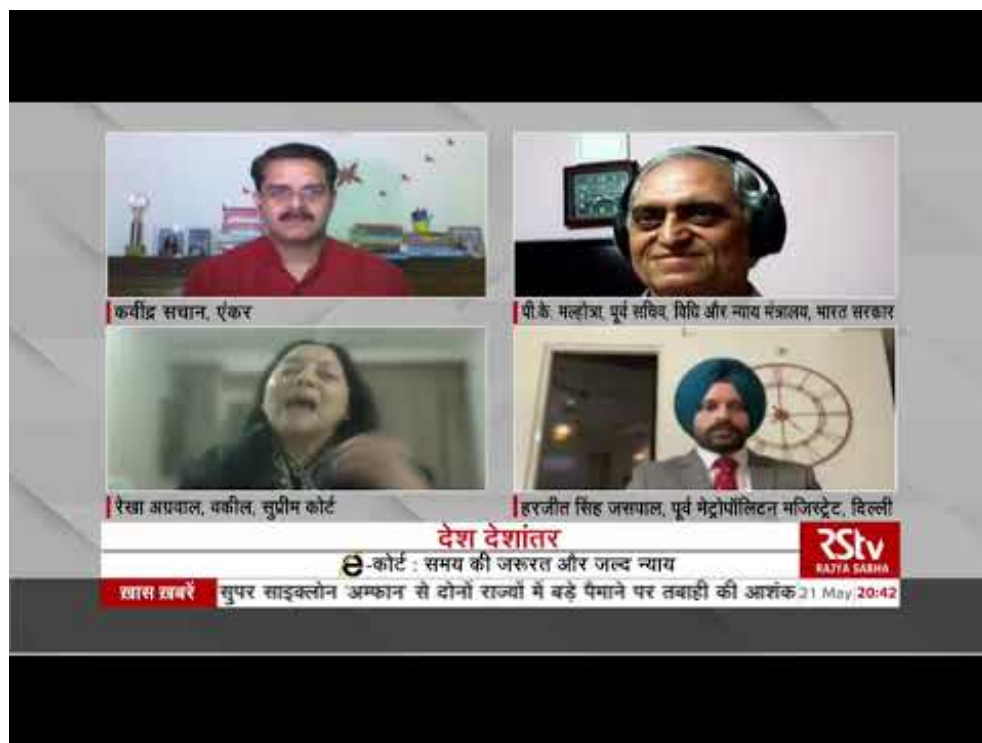 कवींद्र सचान, एंकर
पी.के. मल्होत्रा, पूर्व सचिव, विधि और न्याय मंत्रालय, भारत सरकार
रेखा अग्रवाल, वकील, सुप्रीम कोर्ट
हरजीत सिंह जसपाल, पूर्व मेट्रोपॉलिटन मजिस्ट्रेट, दिल्ली
देश देशांतर
e-कोर्ट : समय की जरूरत और जल्द न्याय
RStv
RAJYA SABHA
ख़ास ख़बरें सुपर साइक्लोन 'अम्फान' से दोनों राज्यों में बड़े पैमाने पर तबाही की आशंक 21 May 20:42